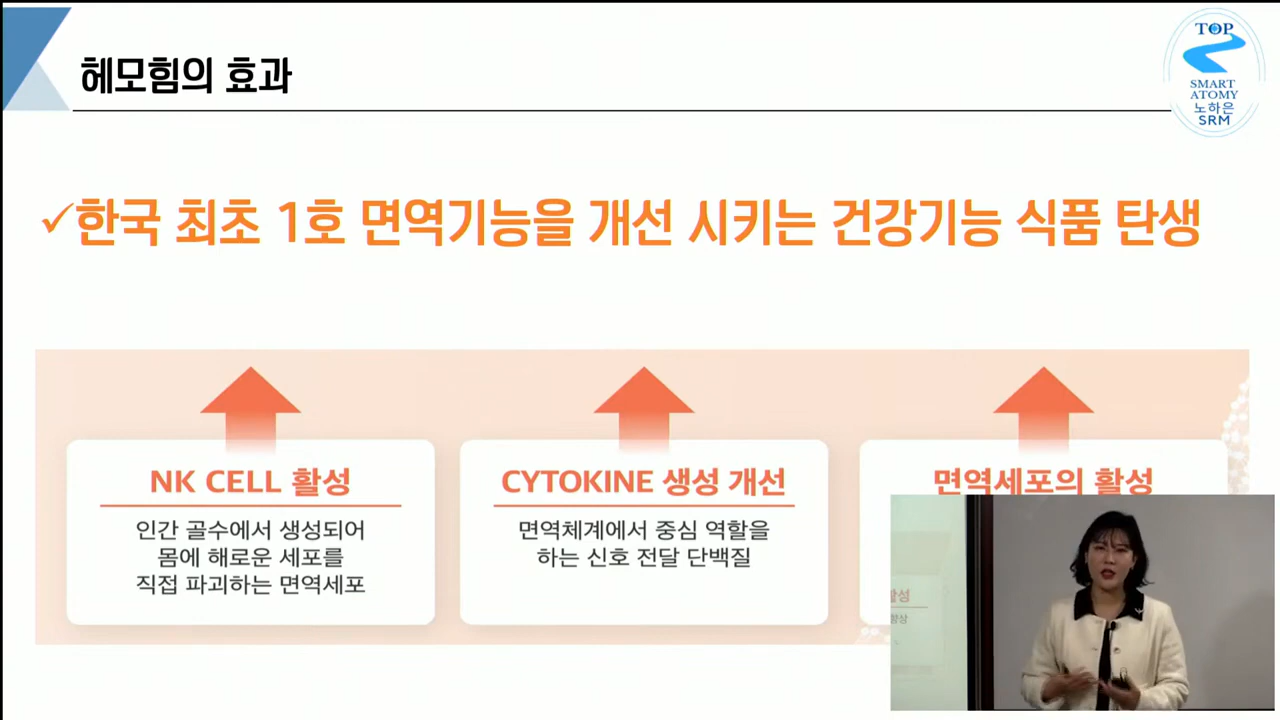 헤모힘의 효과
TOP
SMART
ATOMY
노하은
SRM
✓한국 최초 1호 면역기능을 개선 시키는 건강기능 식품 탄생
NK CELL 활성
인간 골수에서 생성되어
몸에 해로운 세포를
직접 파괴하는 면역세포
CYTOKINE 생성 개선
면역체계에서 중심 역할을
하는 신호 전달 단백질
면역세포의 활성
활성
향상